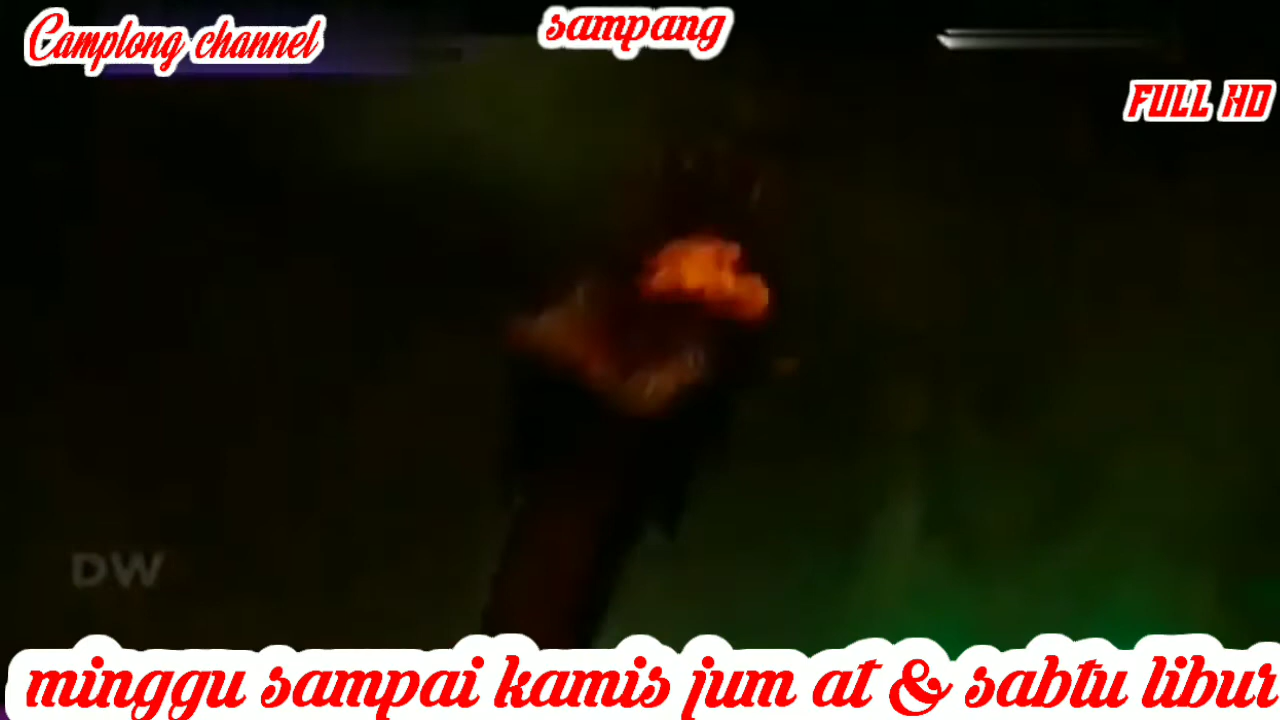 Camplong channel
sampang
FULL HD
DW
minggu sampai kamis jum at & sabtu libur